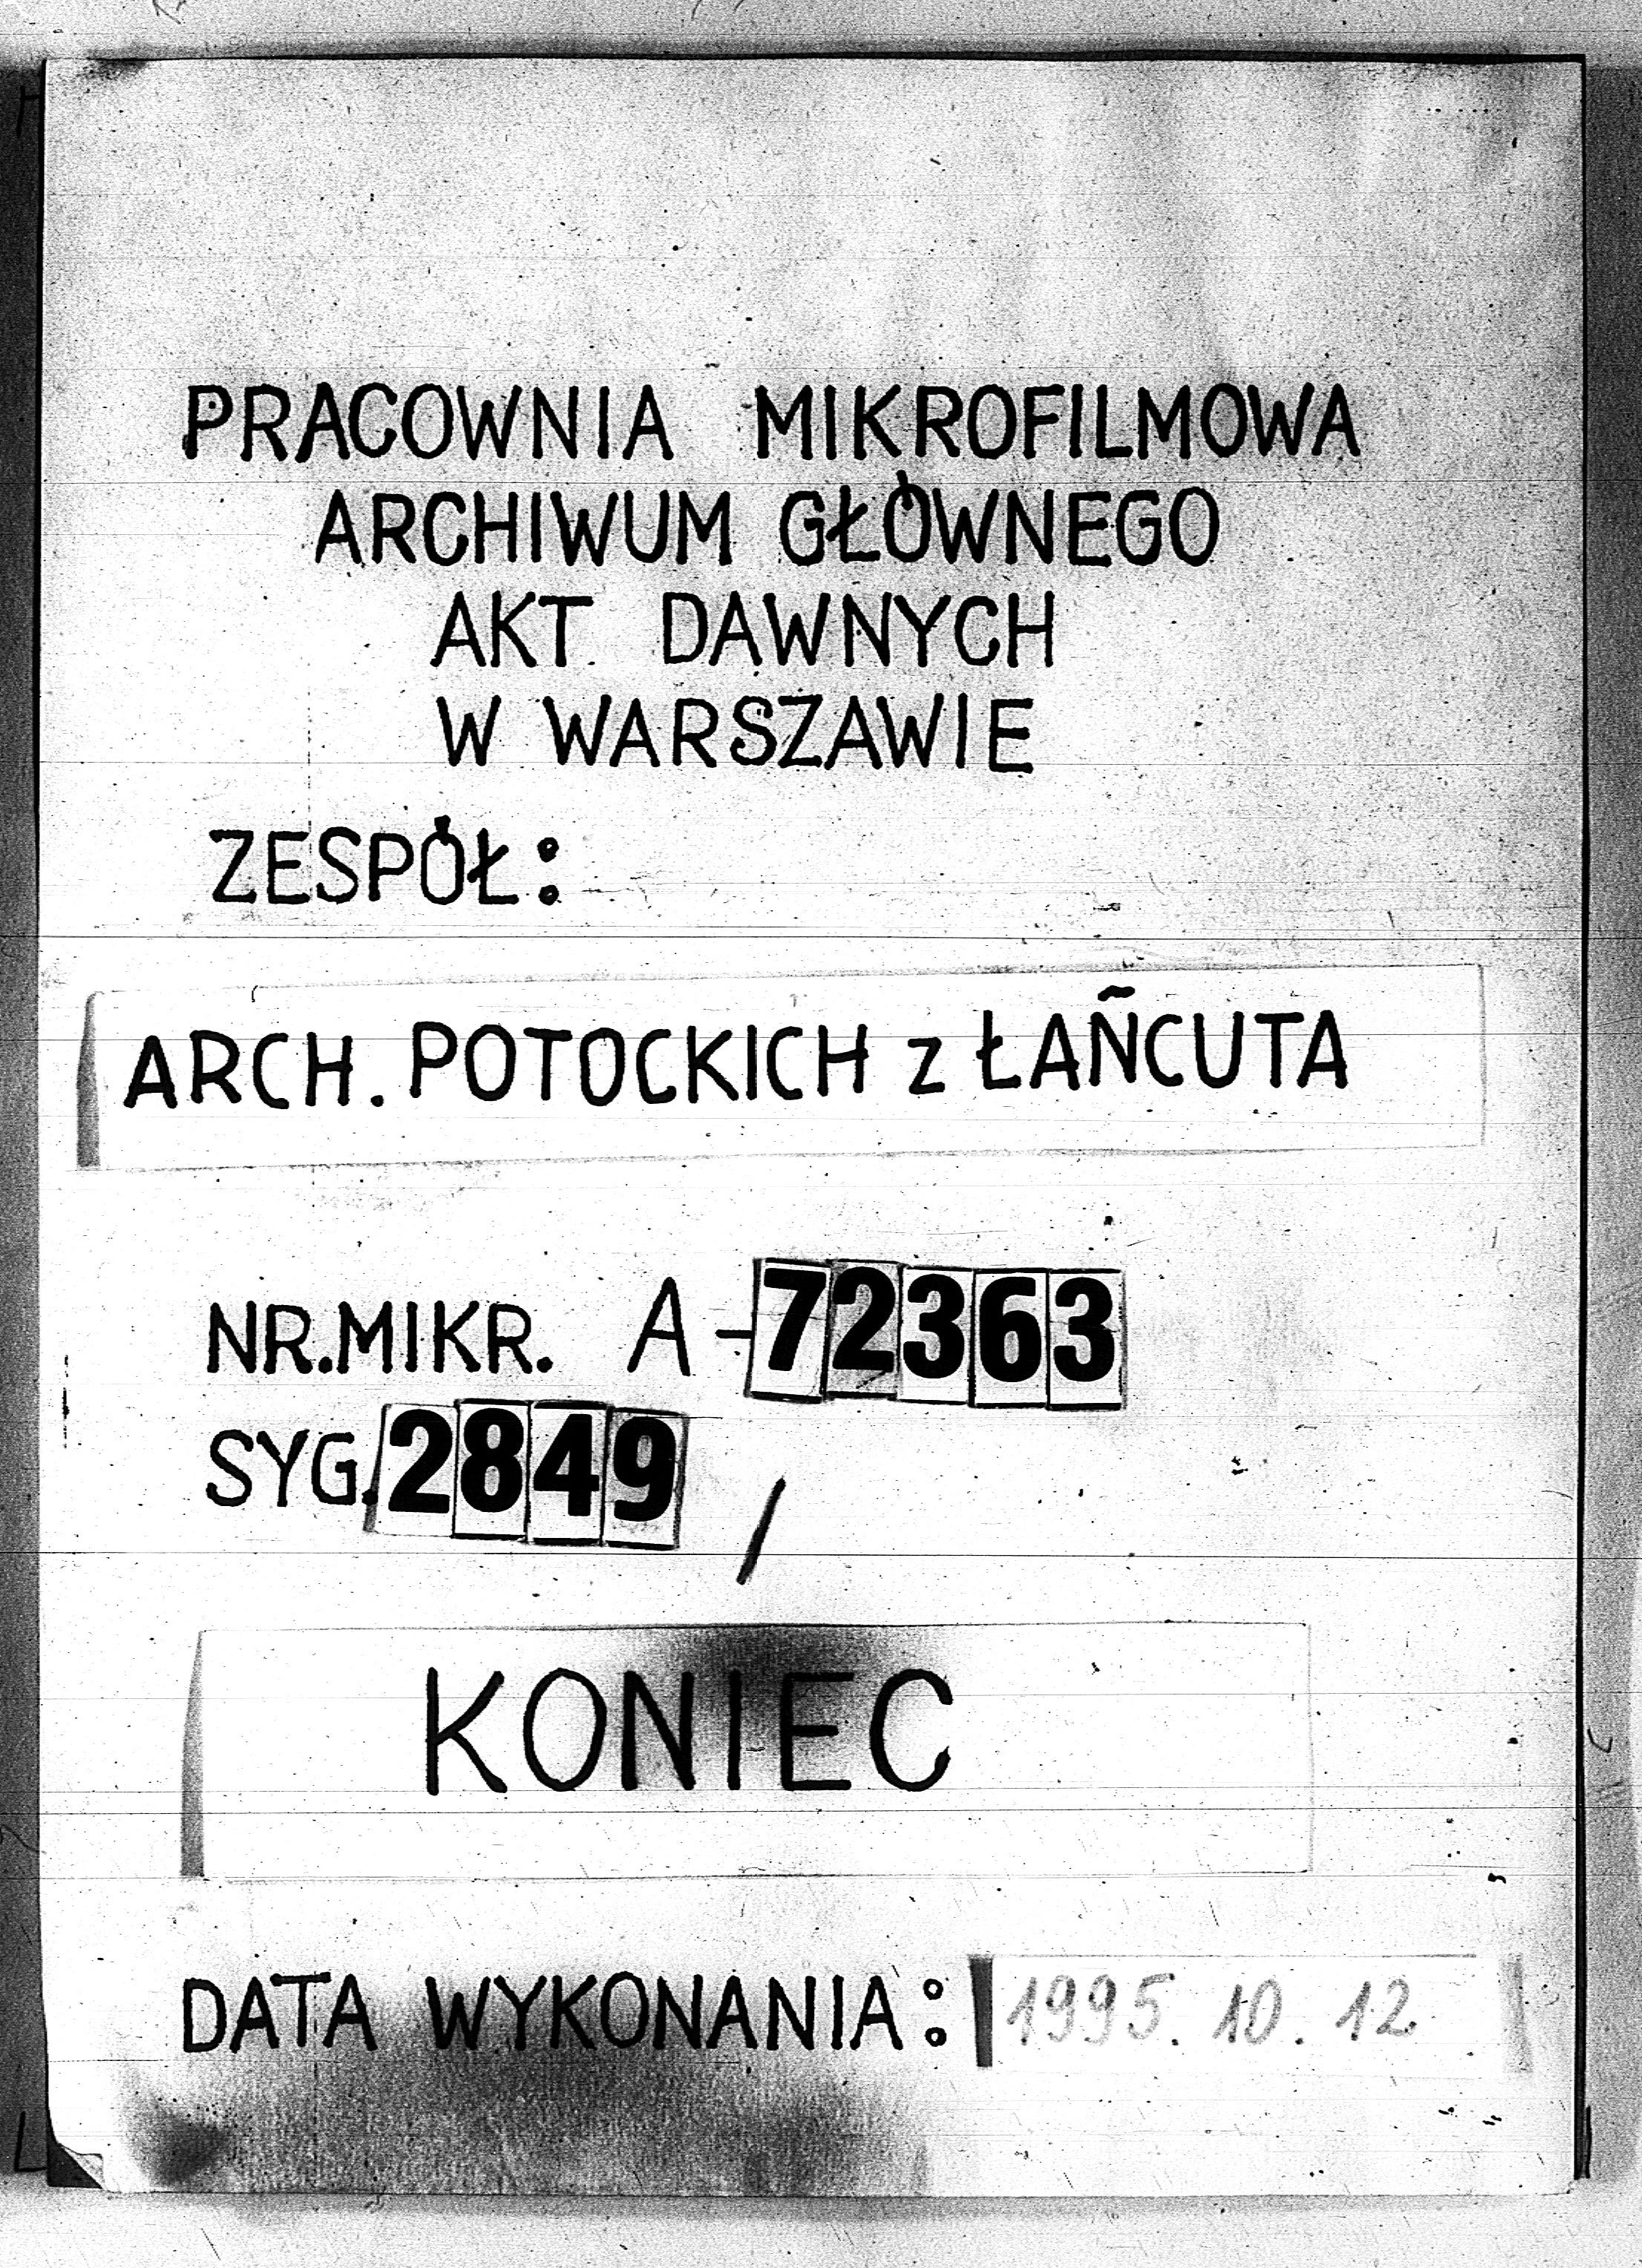 PRACOWNIA MIKROFILMOWA
ARCHIWUM GŁÓWNEGO
AKT DAWNYCH
W WARSZAWIE
ZESPÓŁ:
ARCH. POTOCKICH z ŁAŃCUTA
NR.MIKR. A-72363
SYG. 2849 /
KONIEC
DATA WYKONANIA: 1995.10.12